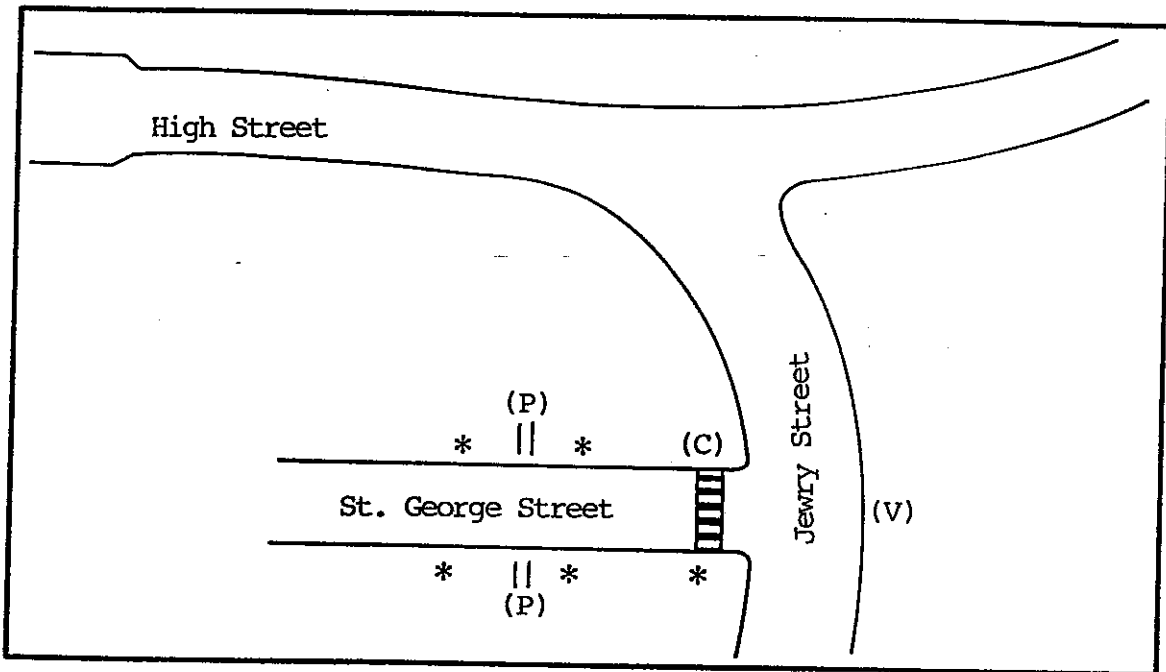 High Street
(P)
* * (C)
St. George Street
Jewry Street
(V)
* * *
(P)